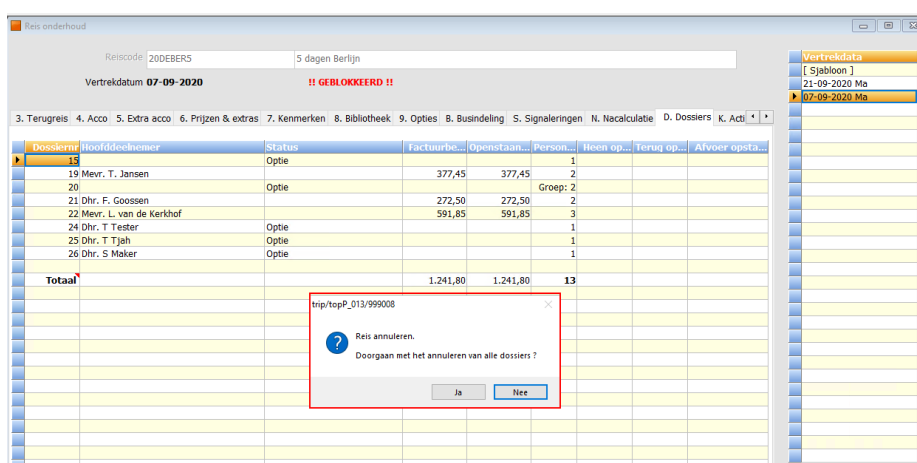 Reis onderhoud
Reiscode 20DEBER5 5 dagen Berlijn
Vertrekdatum 07-09-2020 !! GEBLOKKEERD !!
Vertrekdata
[ Sjabloon ]
21-09-2020 Ma
07-09-2020 Ma
3. Terugreis 4. Acco 5. Extra acco 6. Prijzen & extras 7. Kenmerken 8. Bibliotheek 9. Opties B. Busindeling S. Signaleringen N. Nacalculatie D. Dossiers K. Acti
Dossiernr Hoofddeelnemer Status Factuurbe... Openstaan... Person... Heen op... Terug op... Afvoer opsta...
15 Optie 1
19 Mevr. T. Jansen 377,45 377,45 2
20 Optie Groep: 2
21 Dhr. F. Goossen 272,50 272,50 2
22 Mevr. L. van de Kerkhof 591,85 591,85 3
24 Dhr. T Tester Optie 1
25 Dhr. T Tjah Optie 1
26 Dhr. S Maker Optie 1
Totaal 1.241,80 1.241,80 13
trip/topP_013/999008
Reis annuleren.
Doorgaan met het annuleren van alle dossiers ?
Ja Nee